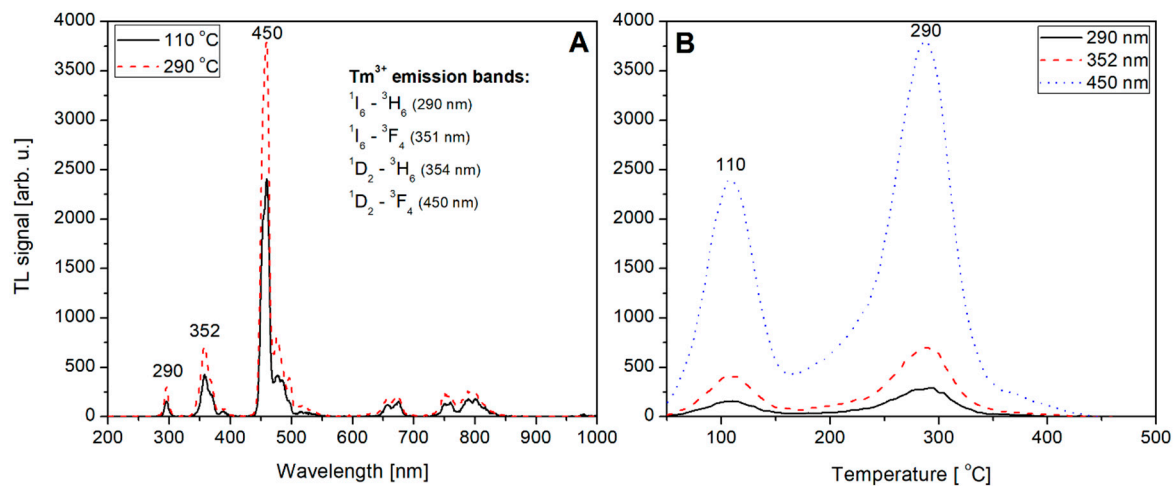 TL signal [arb. u.]
4000
3500
3000
2500
2000
1500
1000
500
0
110 °C
290 °C
450
A
Tm³⁺ emission bands:
¹I₆ - ³H₆ (290 nm)
¹I₆ - ³F₄ (351 nm)
¹D₂ - ³H₆ (354 nm)
¹D₂ - ³F₄ (450 nm)
352
290
200 300 400 500 600 700 800 900 1000
Wavelength [nm]
4000
3500
3000
2500
2000
1500
1000
500
0
B
290
290 nm
352 nm
450 nm
110
100 200 300 400 500
Temperature [ °C]